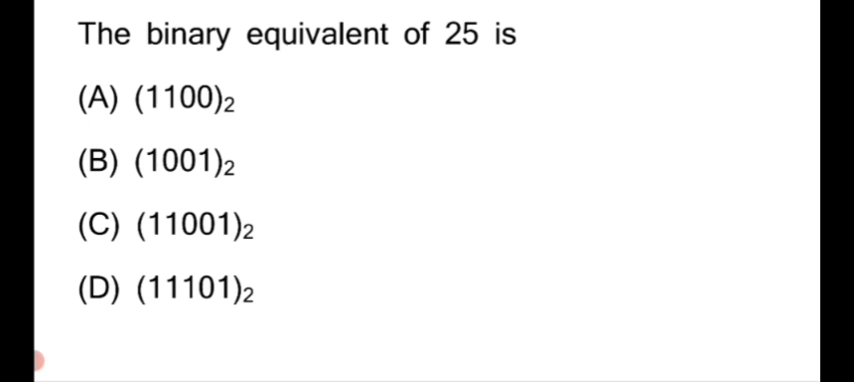 The binary equivalent of 25 is
(A) (1100)₂
(B) (1001)₂
(C) (11001)₂
(D) (11101)₂